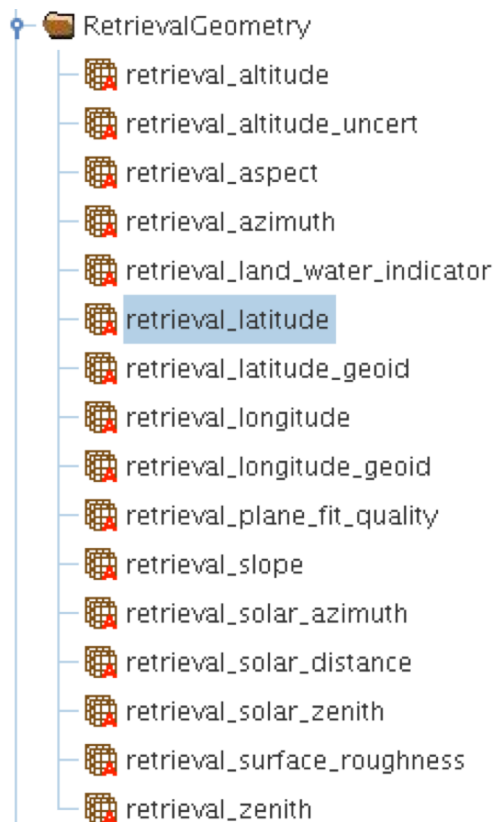 RetrievalGeometry
retrieval_altitude
retrieval_altitude_uncert
retrieval_aspect
retrieval_azimuth
retrieval_land_water_indicator
retrieval_latitude
retrieval_latitude_geoid
retrieval_longitude
retrieval_longitude_geoid
retrieval_plane_fit_quality
retrieval_slope
retrieval_solar_azimuth
retrieval_solar_distance
retrieval_solar_zenith
retrieval_surface_roughness
retrieval_zenith